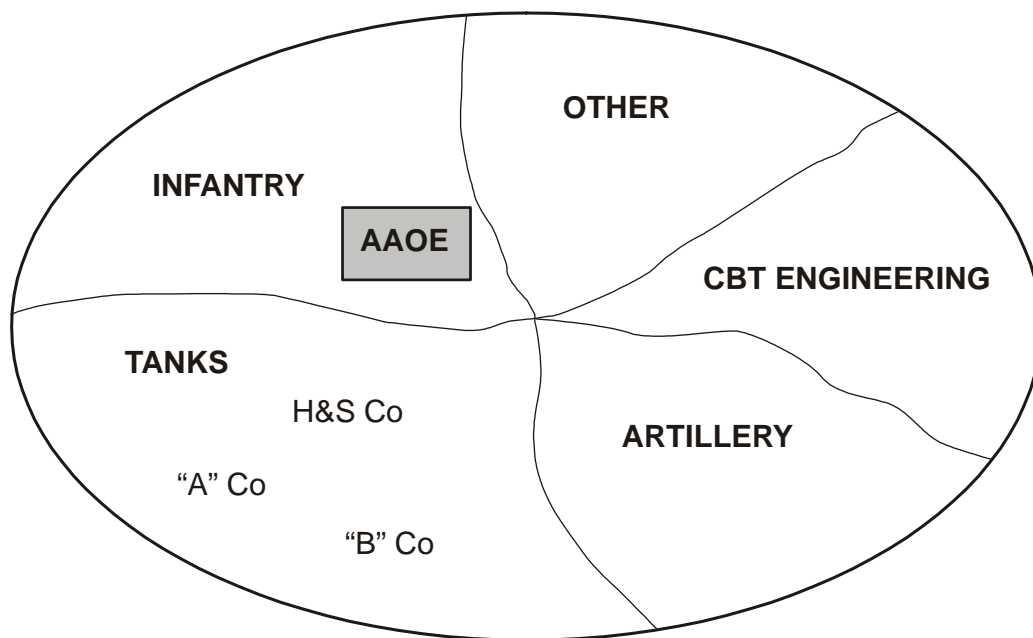 OTHER
INFANTRY
AAOE
CBT ENGINEERING
TANKS
H&S Co
ARTILLERY
“A” Co
“B” Co